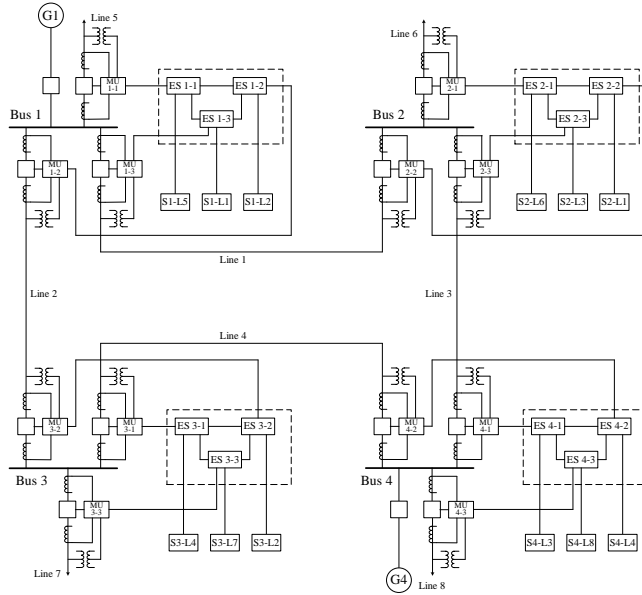 G1
Line 5
MU
1-1
ES 1-1
ES 1-2
ES 1-3
Bus 1
MU
1-2
MU
1-3
S1-L5
S1-L1
S1-L2
Line 6
MU
2-1
ES 2-1
ES 2-2
ES 2-3
Bus 2
MU
2-2
MU
2-3
S2-L6
S2-L3
S2-L1
Line 1
Line 2
Line 3
Line 4
MU
3-2
MU
3-1
ES 3-1
ES 3-2
ES 3-3
Bus 3
MU
3-3
S3-L4
S3-L7
S3-L2
Line 7
MU
4-2
MU
4-1
ES 4-1
ES 4-2
ES 4-3
Bus 4
MU
4-3
S4-L3
S4-L8
S4-L4
G4
Line 8